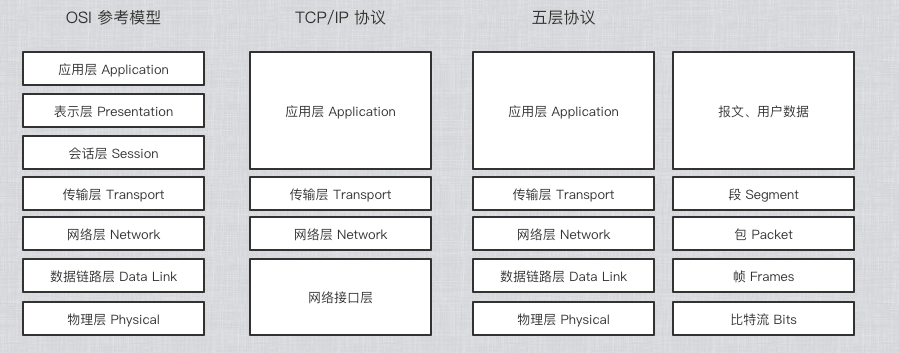 OSI 参考模型
TCP/IP 协议
五层协议
应用层 Application
表示层 Presentation
会话层 Session
传输层 Transport
网络层 Network
数据链路层 Data Link
物理层 Physical
应用层 Application
传输层 Transport
网络层 Network
网络接口层
应用层 Application
传输层 Transport
网络层 Network
数据链路层 Data Link
物理层 Physical
报文、用户数据
段 Segment
包 Packet
帧 Frames
比特流 Bits